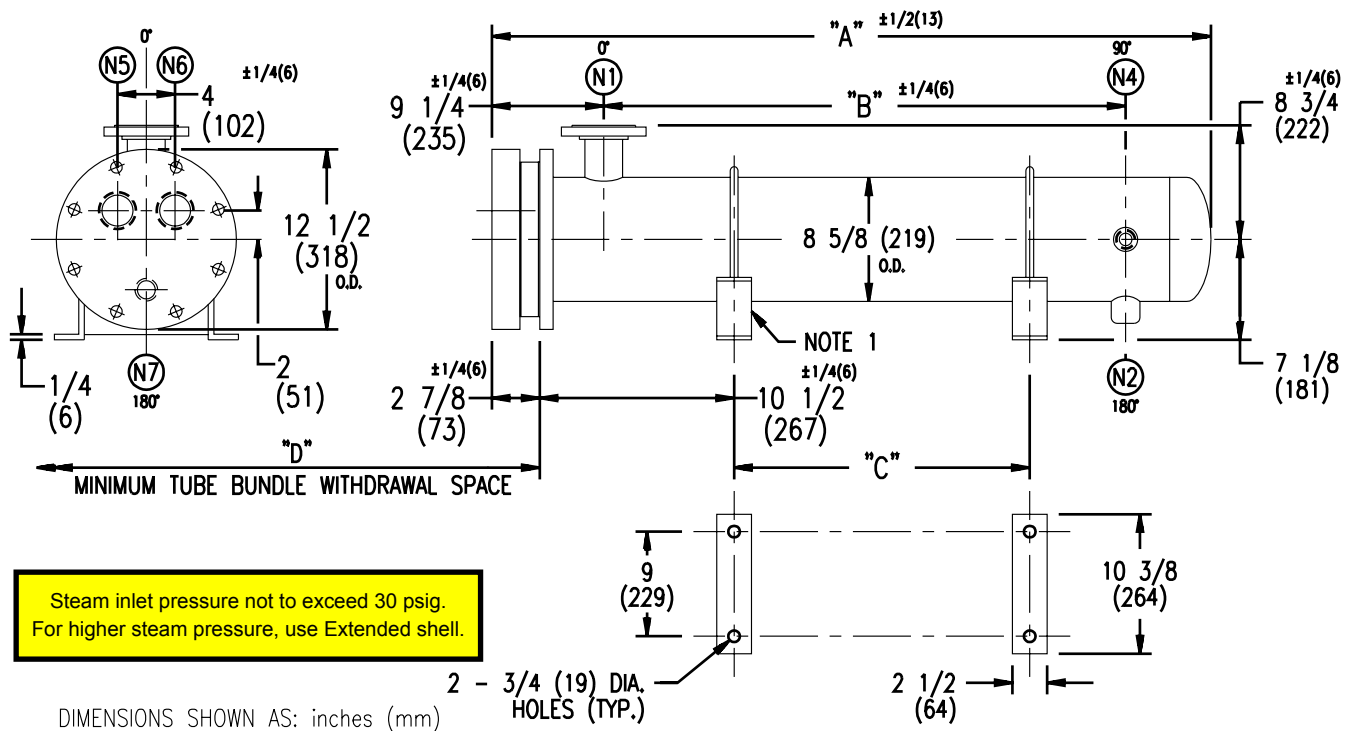 0°
N5 N6
±1/4(6)
4
(102)
12 1/2
(318)
O.D.
1/4
(6)
N7
180°
2
(51)
"A" ±1/2(13)
±1/4(6)
9 1/4
(235)
0°
N1
"B" ±1/4(6)
90°
N4
±1/4(6)
8 3/4
(222)
8 5/8 (219)
O.D.
NOTE 1
±1/4(6)
2 7/8
(73)
±1/4(6)
10 1/2
(267)
N2
180°
7 1/8
(181)
"D"
MINIMUM TUBE BUNDLE WITHDRAWAL SPACE
"C"
9
(229)
10 3/8
(264)
2 - 3/4 (19) DIA.
HOLES (TYP.)
2 1/2
(64)
Steam inlet pressure not to exceed 30 psig.
For higher steam pressure, use Extended shell.
DIMENSIONS SHOWN AS: inches (mm)